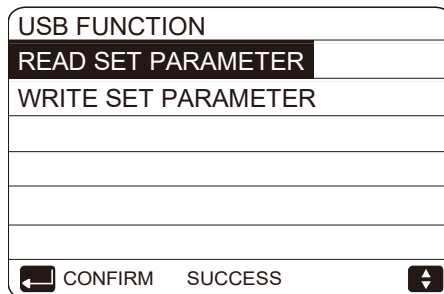 USB FUNCTION
READ SET PARAMETER
WRITE SET PARAMETER
CONFIRM SUCCESS